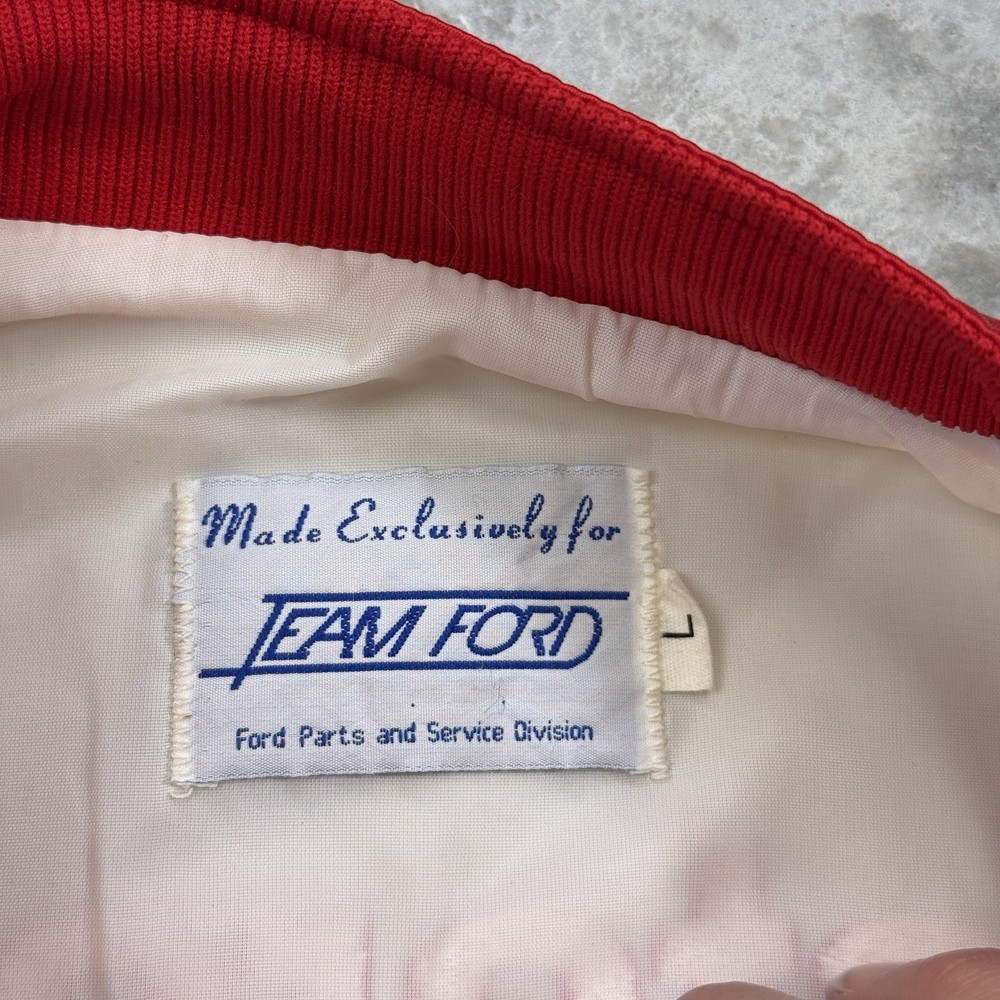 Made Exclusively for
TEAM FORD
L
Ford Parts and Service Division